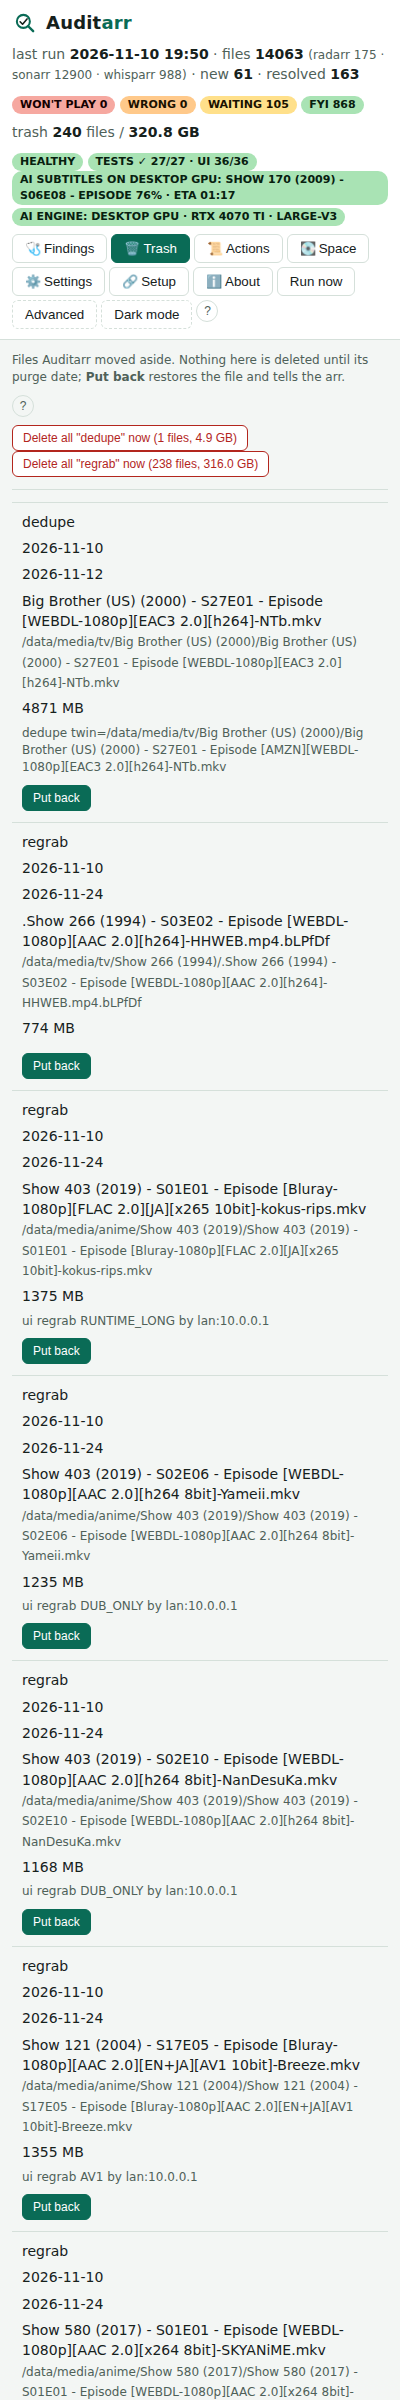 Auditarr
last run 2026-11-10 19:50 · files 14063 (radarr 175 ·
sonarr 12900 · whisparr 988) · new 61 · resolved 163
WON'T PLAY 0 WRONG 0 WAITING 105 FYI 868
trash 240 files / 320.8 GB
HEALTHY TESTS ✓ 27/27 · UI 36/36
AI SUBTITLES ON DESKTOP GPU: SHOW 170 (2009) -
S06E08 - EPISODE 76% · ETA 01:17
AI ENGINE: DESKTOP GPU · RTX 4070 TI · LARGE-V3
🩺 Findings 🗑️ Trash 📜 Actions 💽 Space
⚙️ Settings 🔗 Setup ℹ️ About Run now
Advanced Dark mode ?
Files Auditarr moved aside. Nothing here is deleted until its
purge date; Put back restores the file and tells the arr.
?
Delete all "dedupe" now (1 files, 4.9 GB)
Delete all "regrab" now (238 files, 316.0 GB)
dedupe
2026-11-10
2026-11-12
Big Brother (US) (2000) - S27E01 - Episode
[WEBDL-1080p][EAC3 2.0][h264]-NTb.mkv
/data/media/tv/Big Brother (US) (2000)/Big Brother (US)
(2000) - S27E01 - Episode [WEBDL-1080p][EAC3 2.0]
[h264]-NTb.mkv
4871 MB
dedupe twin=/data/media/tv/Big Brother (US) (2000)/Big
Brother (US) (2000) - S27E01 - Episode [AMZN][WEBDL-
1080p][EAC3 2.0][h264]-NTb.mkv
Put back
regrab
2026-11-10
2026-11-24
.Show 266 (1994) - S03E02 - Episode [WEBDL-
1080p][AAC 2.0][h264]-HHWEB.mp4.bLPfDf
/data/media/tv/Show 266 (1994)/.Show 266 (1994) -
S03E02 - Episode [WEBDL-1080p][AAC 2.0][h264]-
HHWEB.mp4.bLPfDf
774 MB
Put back
regrab
2026-11-10
2026-11-24
Show 403 (2019) - S01E01 - Episode [Bluray-
1080p][FLAC 2.0][JA][x265 10bit]-kokus-rips.mkv
/data/media/anime/Show 403 (2019)/Show 403 (2019) -
S01E01 - Episode [Bluray-1080p][FLAC 2.0][JA][x265
10bit]-kokus-rips.mkv
1375 MB
ui regrab RUNTIME_LONG by lan:10.0.0.1
Put back
regrab
2026-11-10
2026-11-24
Show 403 (2019) - S02E06 - Episode [WEBDL-
1080p][AAC 2.0][h264 8bit]-Yameii.mkv
/data/media/anime/Show 403 (2019)/Show 403 (2019) -
S02E06 - Episode [WEBDL-1080p][AAC 2.0][h264 8bit]-
Yameii.mkv
1235 MB
ui regrab DUB_ONLY by lan:10.0.0.1
Put back
regrab
2026-11-10
2026-11-24
Show 403 (2019) - S02E10 - Episode [WEBDL-
1080p][AAC 2.0][h264 8bit]-NanDesuKa.mkv
/data/media/anime/Show 403 (2019)/Show 403 (2019) -
S02E10 - Episode [WEBDL-1080p][AAC 2.0][h264 8bit]-
NanDesuKa.mkv
1168 MB
ui regrab DUB_ONLY by lan:10.0.0.1
Put back
regrab
2026-11-10
2026-11-24
Show 121 (2004) - S17E05 - Episode [Bluray-
1080p][AAC 2.0][EN+JA][AV1 10bit]-Breeze.mkv
/data/media/anime/Show 121 (2004)/Show 121 (2004) -
S17E05 - Episode [Bluray-1080p][AAC 2.0][EN+JA][AV1
10bit]-Breeze.mkv
1355 MB
ui regrab AV1 by lan:10.0.0.1
Put back
regrab
2026-11-10
2026-11-24
Show 580 (2017) - S01E01 - Episode [WEBDL-
1080p][AAC 2.0][x264 8bit]-SKYANiME.mkv
/data/media/anime/Show 580 (2017)/Show 580 (2017) -
S01E01 - Episode [WEBDL-1080p][AAC 2.0][x264 8bit]-